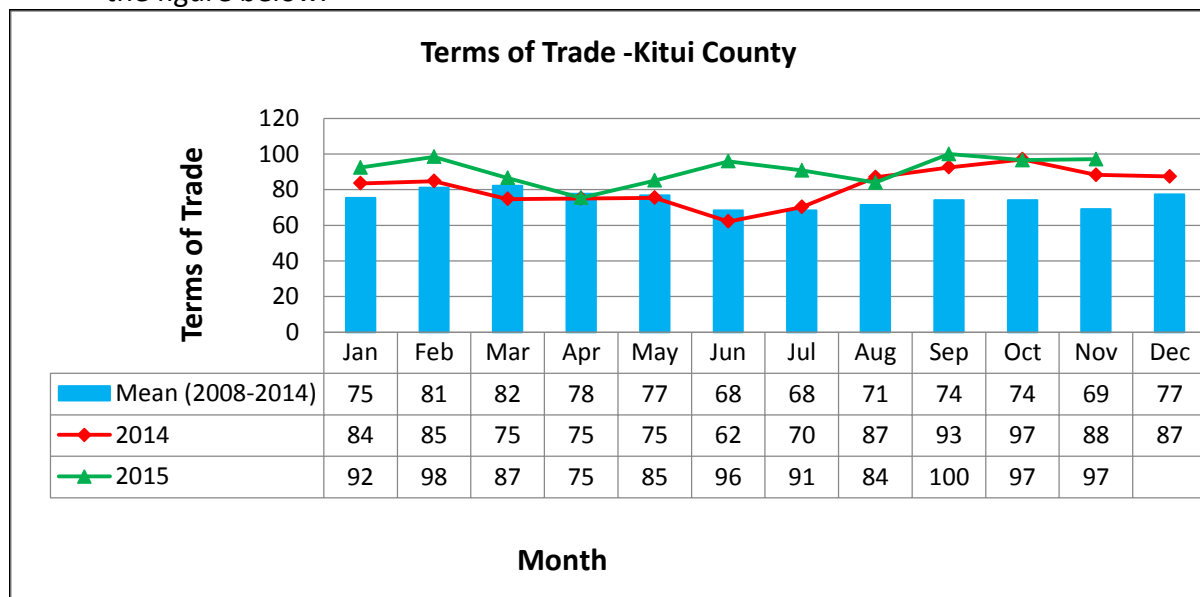 the figure below.
Terms of Trade -Kitui County
Terms of Trade
120
100
80
60
40
20
0
Jan Feb Mar Apr May Jun Jul Aug Sep Oct Nov Dec
Mean (2008-2014) 75 81 82 78 77 68 68 71 74 74 69 77
2014 84 85 75 75 75 62 70 87 93 97 88 87
2015 92 98 87 75 85 96 91 84 100 97 97
Month